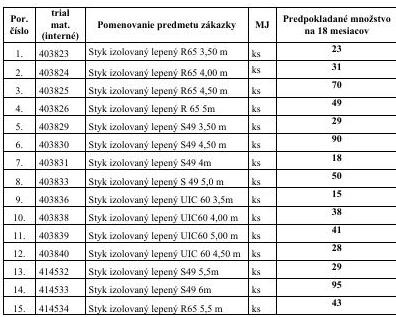 Por. číslo | trial mat. (interné) | Pomenovanie predmetu zákazky | MJ | Predpokladané množstvo na 18 mesiacov
1. | 403823 | Styk izolovaný lepený R65 3,50 m | ks | 23
2. | 403824 | Styk izolovaný lepený R65 4,00 m | ks | 31
3. | 403825 | Styk izolovaný lepený R65 4,50 m | ks | 70
4. | 403826 | Styk izolovaný lepený R 65 5m | ks | 49
5. | 403829 | Styk izolovaný lepený S49 3,50 m | ks | 29
6. | 403830 | Styk izolovaný lepený S49 4,50 m | ks | 90
7. | 403831 | Styk izolovaný lepený S49 4m | ks | 18
8. | 403833 | Styk izolovaný lepený S 49 5,0 m | ks | 50
9. | 403836 | Styk izolovaný lepený UIC 60 3,5m | ks | 15
10. | 403838 | Styk izolovaný lepený UIC60 4,00 m | ks | 38
11. | 403839 | Styk izolovaný lepený UIC60 5,00 m | ks | 41
12. | 403840 | Styk izolovaný lepený UIC 60 4,50 m | ks | 28
13. | 414532 | Styk izolovaný lepený S49 5,5m | ks | 29
14. | 414533 | Styk izolovaný lepený S49 6m | ks | 95
15. | 414534 | Styk izolovaný lepený R65 5,5 m | ks | 43